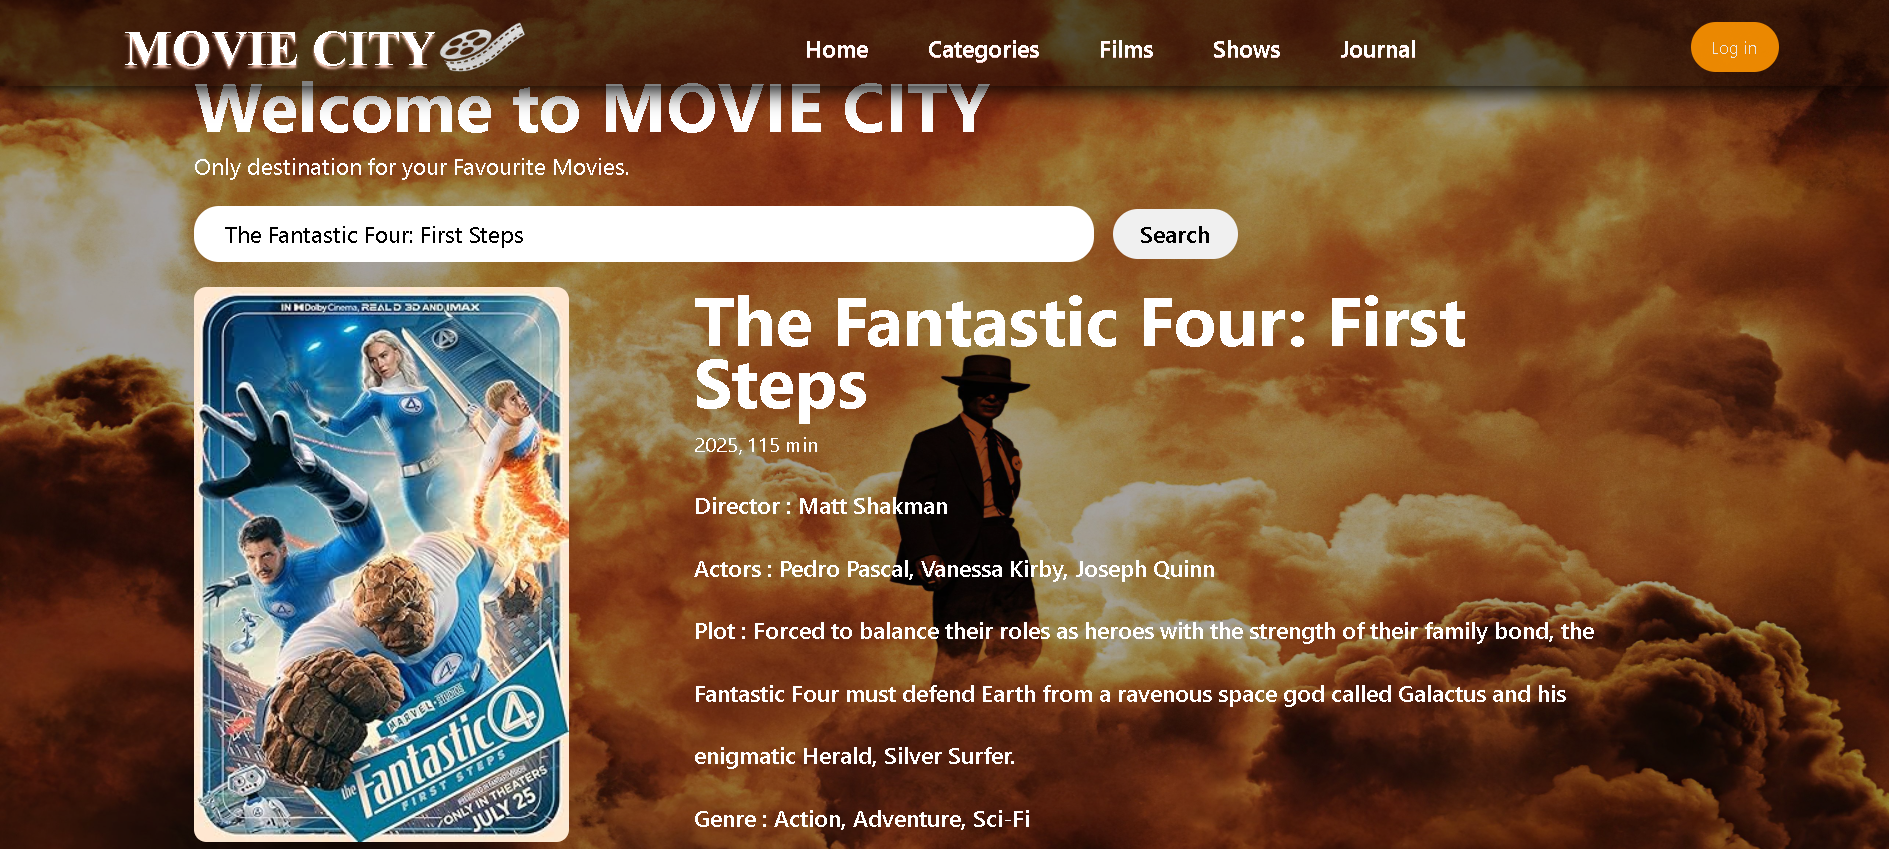 MOVIE CITY
Home
Categories
Films
Shows
Journal
Log in
Welcome to MOVIE CITY
Only destination for your Favourite Movies.
The Fantastic Four: First Steps
Search
IN Dolby Cinema, REAL D 3D AND IMAX
MARVEL STUDIOS
the Fantastic 4
FIRST STEPS
ONLY IN THEATERS
JULY 25
The Fantastic Four: First
Steps
2025, 115 min
Director : Matt Shakman
Actors : Pedro Pascal, Vanessa Kirby, Joseph Quinn
Plot : Forced to balance their roles as heroes with the strength of their family bond, the
Fantastic Four must defend Earth from a ravenous space god called Galactus and his
enigmatic Herald, Silver Surfer.
Genre : Action, Adventure, Sci-Fi